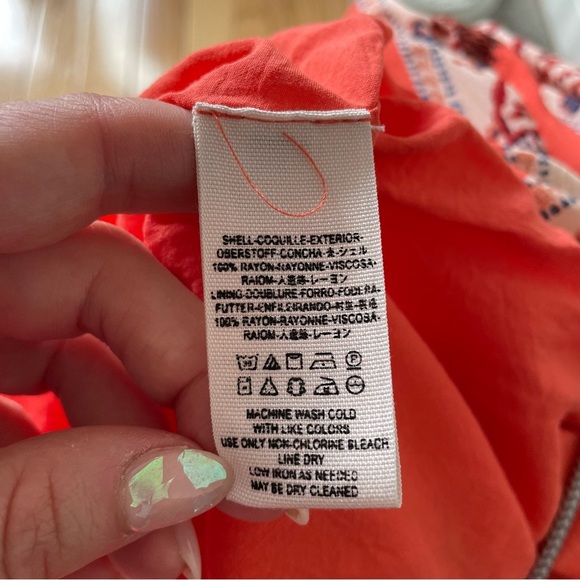 SHELL-COQUILLE-EXTERIOR-
OBERSTOFF-CONCHA-表-シェル
100% RAYON-RAYONNE-VISCOSA-
RAIOM-人造絲-レーヨン
LINING-DOUBLURE-FORRO-FODERA-
FUTTER-ENFILEIRANDO-
100% RAYON-RAYONNE-VISCOSA-
RAIOM-人造絲-レーヨン
MACHINE WASH COLD
WITH LIKE COLORS
USE ONLY NON-CHLORINE BLEACH
LINE DRY
LOW IRON AS NEEDED
MAY BE DRY CLEANED